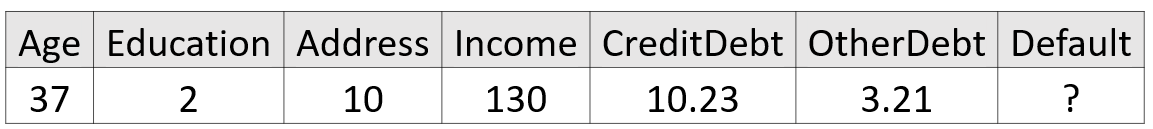 Age Education Address Income CreditDebt OtherDebt Default
37 2 10 130 10.23 3.21 ?